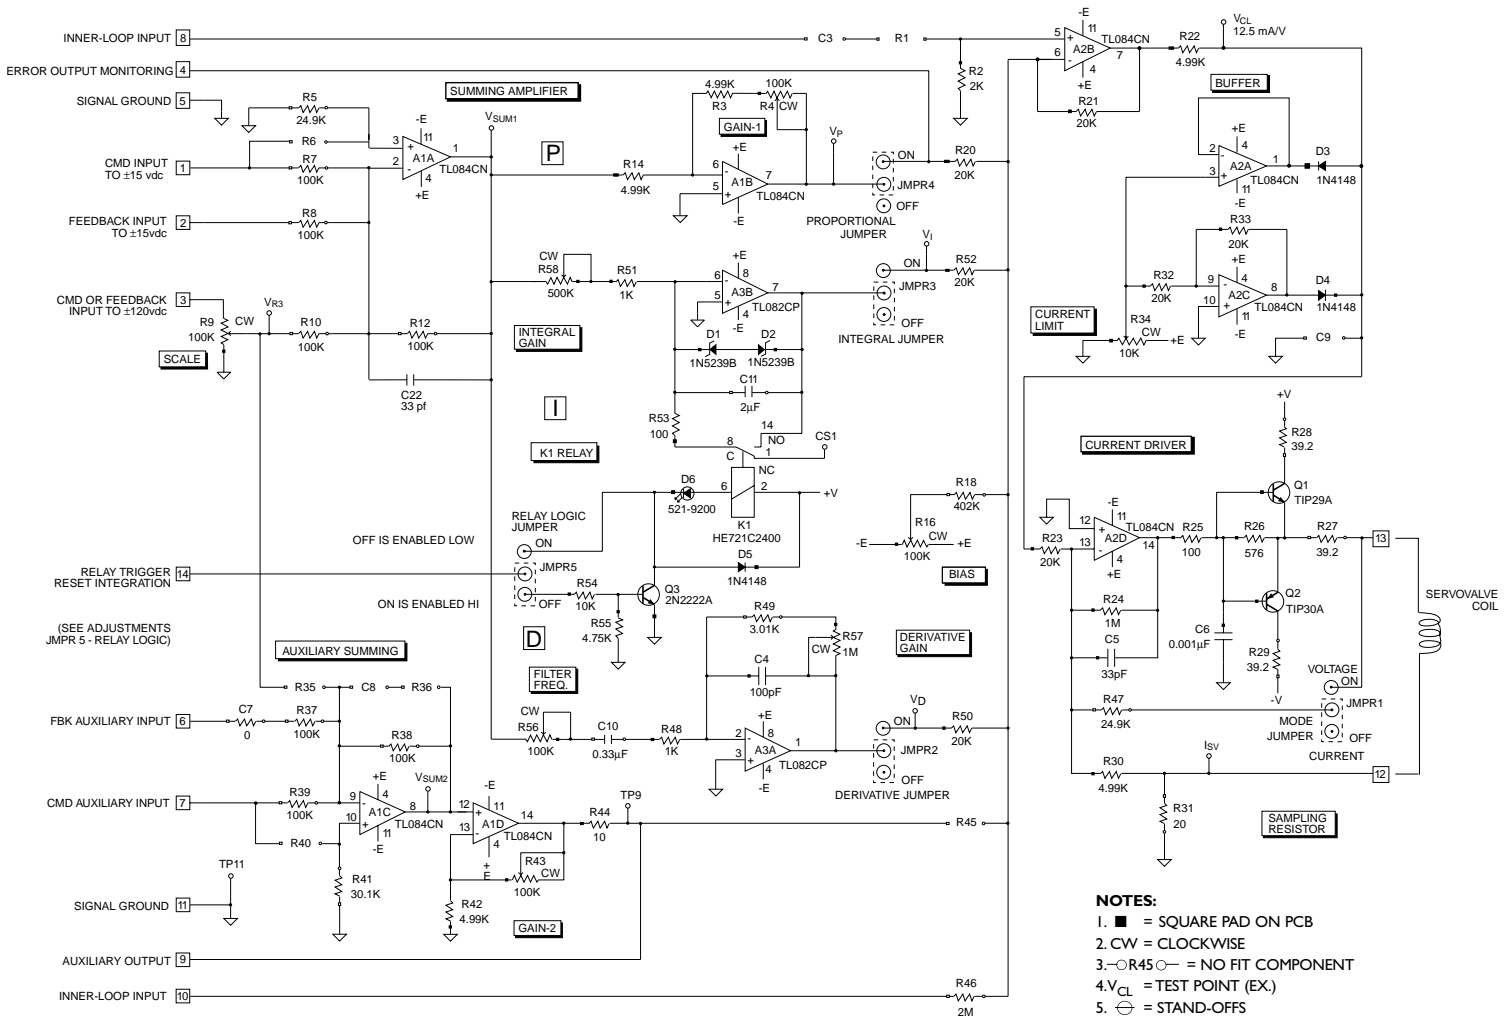 INNER-LOOP INPUT 8
C3
R1
5
6
-E
11
A2B
TL084CN
7
4
+E
R22
4.99K
VCL
12.5 mA/V
ERROR OUTPUT MONITORING 4
R2
2K
R21
20K
BUFFER
SIGNAL GROUND 5
R5
24.9K
R6
SUMMING AMPLIFIER
VSUM1
4.99K
R3
100K
R4
CW
GAIN-1
VP
CMD INPUT
TO ±15 vdc
1
R7
100K
3
2
-E
11
A1A
1
TL084CN
4
+E
P
R14
4.99K
6
5
+E
A1B
7
TL084CN
-E
ON
JMPR4
OFF
PROPORTIONAL
JUMPER
R20
20K
2
3
+E
4
A2A
1
TL084CN
11
-E
D3
1N4148
FEEDBACK INPUT
TO ±15vdc
2
R8
100K
R33
20K
CW
R58
500K
R51
1K
6
5
+E
8
A3B
7
TL082CP
4
-E
VI
ON
JMPR3
OFF
INTEGRAL JUMPER
R52
20K
R32
20K
9
10
+E
4
A2C
8
TL084CN
11
-E
D4
1N4148
CMD OR FEEDBACK
INPUT TO ±120vdc
3
R9
100K
CW
VR3
R10
100K
R12
100K
SCALE
C22
33 pf
INTEGRAL
GAIN
D1
1N5239B
D2
1N5239B
CURRENT
LIMIT
R34
CW
10K
+E
C9
C11
2µF
I
R53
100
14
NO
8
C
1
CS1
NC
K1 RELAY
CURRENT DRIVER
+V
R28
39.2
Q1
TIP29A
D6
521-9200
6
2
+V
K1
HE721C2400
D5
1N4148
R18
402K
R16
-E
CW
+E
100K
BIAS
OFF IS ENABLED LOW
RELAY LOGIC
JUMPER
ON
JMPR5
OFF
RELAY TRIGGER
RESET INTEGRATION
14
ON IS ENABLED HI
R54
10K
R55
4.75K
Q3
2N2222A
(SEE ADJUSTMENTS
JMPR 5 - RELAY LOGIC)
R23
20K
12
13
-E
11
A2D
TL084CN
14
4
+E
R25
100
R26
576
R27
39.2
13
R24
1M
C5
33pF
C6
0.001µF
Q2
TIP30A
R29
39.2
-V
SERVOVALVE
COIL
VOLTAGE
ON
JMPR1
MODE
JUMPER
OFF
CURRENT
R47
24.9K
ISV
R30
4.99K
12
R31
20
SAMPLING
RESISTOR
D
AUXILIARY SUMMING
FILTER
FREQ.
R49
3.01K
R57
CW
1M
C4
100pF
DERIVATIVE
GAIN
R35
C8
R36
FBK AUXILIARY INPUT 6
C7
0
R37
100K
R38
100K
CW
R56
100K
C10
0.33µF
R48
1K
2
3
+E
8
A3A
1
TL082CP
4
-E
VD
ON
JMPR2
OFF
DERIVATIVE JUMPER
R50
20K
CMD AUXILIARY INPUT 7
R39
100K
R40
9
10
+E
4
A1C
8
TL084CN
11
-E
VSUM2
12
13
-E
11
A1D
14
TL084CN
4
+
E
R44
10
TP9
R45
R43
CW
100K
R42
4.99K
GAIN-2
R41
30.1K
TP11
SIGNAL GROUND 11
AUXILIARY OUTPUT 9
INNER-LOOP INPUT 10
R46
2M
NOTES:
1. ■ = SQUARE PAD ON PCB
2. CW = CLOCKWISE
3.─○R45○─ = NO FIT COMPONENT
4.VCL = TEST POINT (EX.)
5. = STAND-OFFS